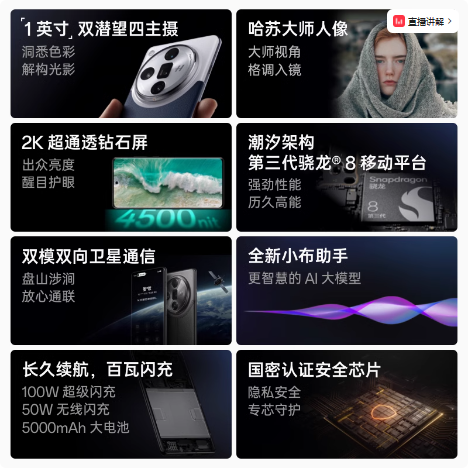 「1 英寸」双潜望四主摄
洞悉色彩
解构光影
直播讲解
哈苏大师人像
大师视角
格调入镜
2K 超通透钻石屏
出众亮度
醒目护眼
4500nit
潮汐架构
第三代骁龙® 8 移动平台
强劲性能
历久高能
Snapdragon
骁龙
8
第三代
双模双向卫星通信
盘山涉涧
放心通联
全新小布助手
更智慧的 AI 大模型
长久续航，百瓦闪充
100W 超级闪充
50W 无线闪充
5000mAh 大电池
国密认证安全芯片
隐私安全
专芯守护